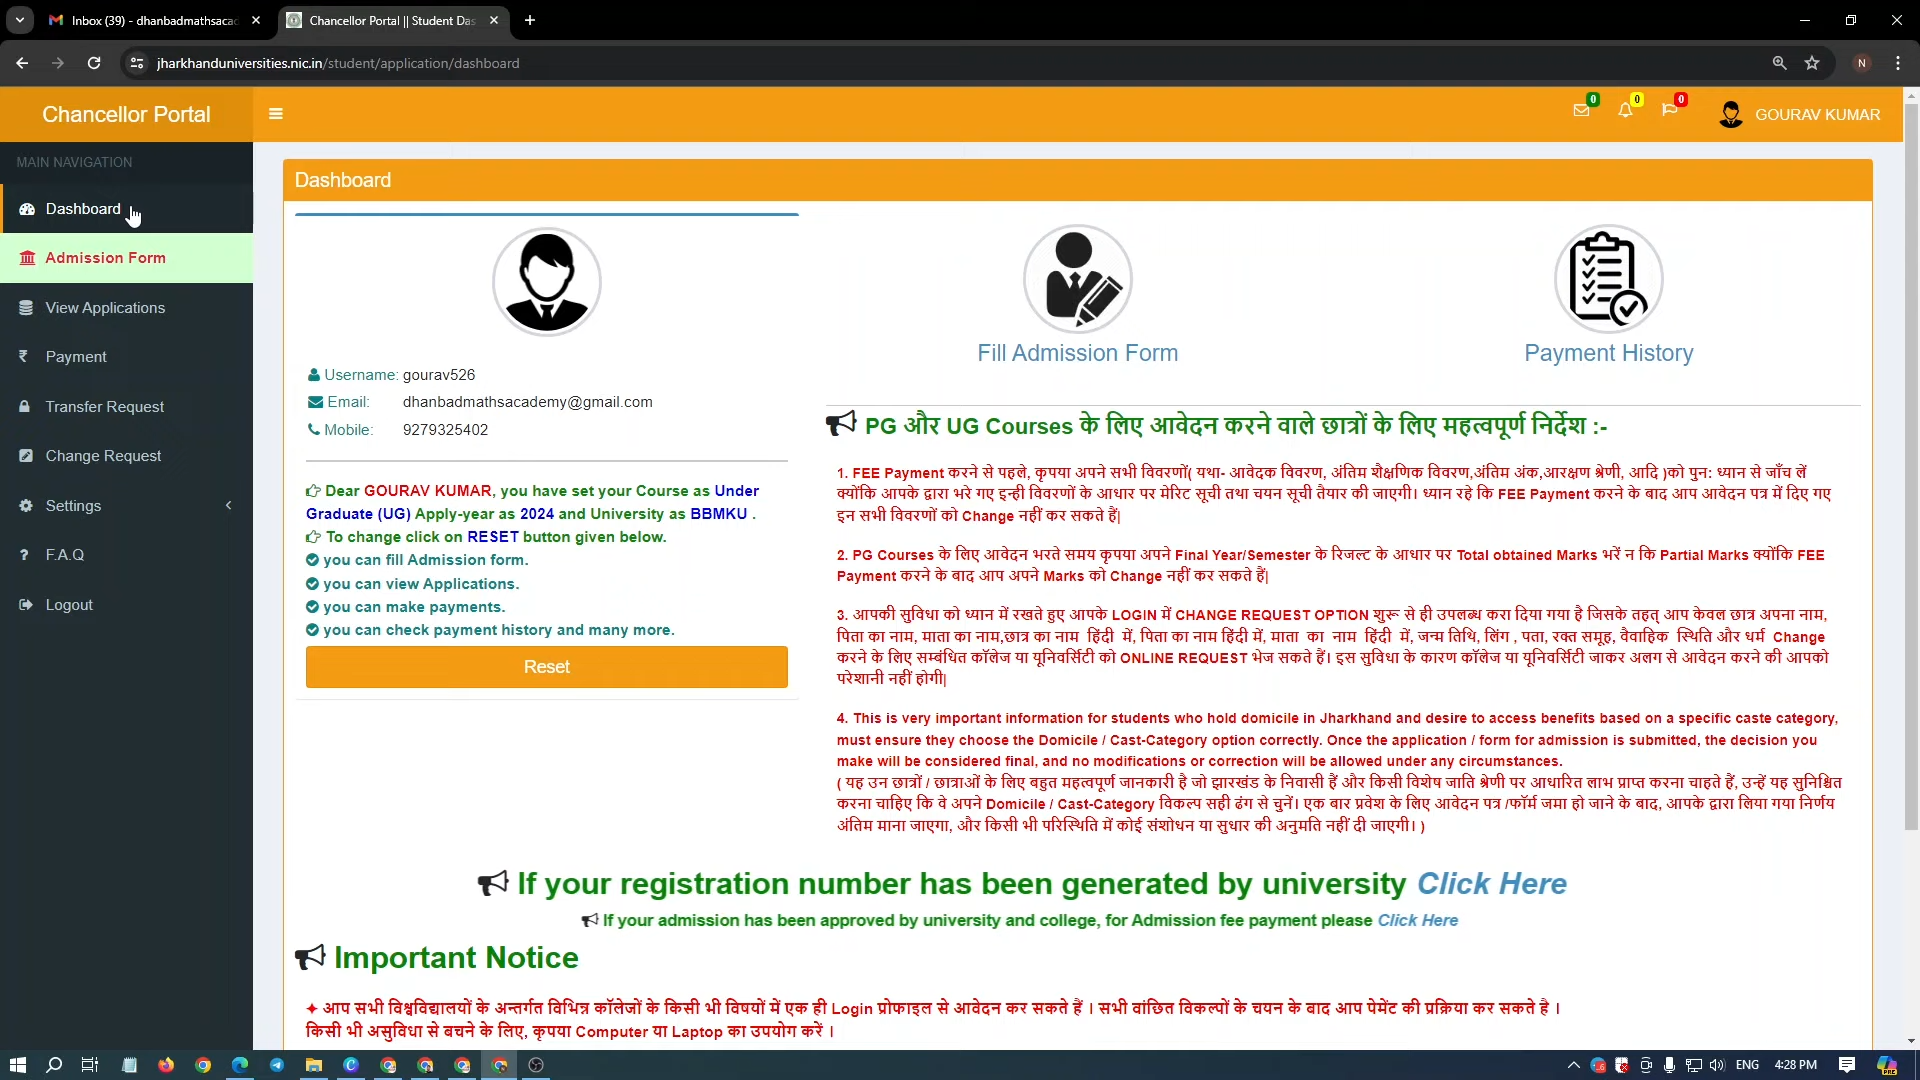 Inbox (39) - dhanbadmathsacad
Chancellor Portal || Student Das
jharkhanduniversities.nic.in/student/application/dashboard
N
Chancellor Portal
0
0
0
GOURAV KUMAR
MAIN NAVIGATION
Dashboard
Admission Form
View Applications
Payment
Transfer Request
Change Request
Settings
F.A.Q
Logout
Dashboard
Username: gourav526
Email: dhanbadmathsacademy@gmail.com
Mobile: 9279325402
Dear GOURAV KUMAR, you have set your Course as Under
Graduate (UG) Apply-year as 2024 and University as BBMKU .
To change click on RESET button given below.
you can fill Admission form.
you can view Applications.
you can make payments.
you can check payment history and many more.
Reset
Fill Admission Form
Payment History
PG और UG Courses के लिए आवेदन करने वाले छात्रों के लिए महत्वपूर्ण निर्देश :-
1. FEE Payment करने से पहले, कृपया अपने सभी विवरणों( यथा- आवेदक विवरण, अंतिम शैक्षणिक विवरण,अंतिम अंक,आरक्षण श्रेणी, आदि )को पुन: ध्यान से जाँच लें
क्योंकि आपके द्वारा भरे गए इन्ही विवरणों के आधार पर मेरिट सूची तथा चयन सूची तैयार की जाएगी। ध्यान रहे कि FEE Payment करने के बाद आप आवेदन पत्र में दिए गए
इन सभी विवरणों को Change नहीं कर सकते हैं|
2. PG Courses के लिए आवेदन भरते समय कृपया अपने Final Year/Semester के रिजल्ट के आधार पर Total obtained Marks भरें न कि Partial Marks क्योंकि FEE
Payment करने के बाद आप अपने Marks को Change नहीं कर सकते हैं|
3. आपकी सुविधा को ध्यान में रखते हुए आपके LOGIN में CHANGE REQUEST OPTION शुरू से ही उपलब्ध करा दिया गया है जिसके तहत् आप केवल छात्र अपना नाम,
पिता का नाम, माता का नाम,छात्र का नाम हिंदी में, पिता का नाम हिंदी में, माता का नाम हिंदी में, जन्म तिथि, लिंग , पता, रक्त समूह, वैवाहिक स्थिति और धर्म Change
करने के लिए सम्बंधित कॉलेज या यूनिवर्सिटी को ONLINE REQUEST भेज सकते हैं। इस सुविधा के कारण कॉलेज या यूनिवर्सिटी जाकर अलग से आवेदन करने की आपको
परेशानी नहीं होगी|
4. This is very important information for students who hold domicile in Jharkhand and desire to access benefits based on a specific caste category,
must ensure they choose the Domicile / Cast-Category option correctly. Once the application / form for admission is submitted, the decision you
make will be considered final, and no modifications or correction will be allowed under any circumstances.
( यह उन छात्रों / छात्राओं के लिए बहुत महत्वपूर्ण जानकारी है जो झारखंड के निवासी हैं और किसी विशेष जाति श्रेणी पर आधारित लाभ प्राप्त करना चाहते हैं, उन्हें यह सुनिश्चित
करना चाहिए कि वे अपने Domicile / Cast-Category विकल्प सही ढंग से चुनें। एक बार प्रवेश के लिए आवेदन पत्र /फॉर्म जमा हो जाने के बाद, आपके द्वारा लिया गया निर्णय
अंतिम माना जाएगा, और किसी भी परिस्थिति में कोई संशोधन या सुधार की अनुमति नहीं दी जाएगी। )
If your registration number has been generated by university Click Here
If your admission has been approved by university and college, for Admission fee payment please Click Here
Important Notice
आप सभी विश्वविद्यालयों के अन्तर्गत विभिन्न कॉलेजों के किसी भी विषयों में एक ही Login प्रोफाइल से आवेदन कर सकते हैं । सभी वांछित विकल्पों के चयन के बाद आप पेमेंट की प्रक्रिया कर सकते है ।
किसी भी असुविधा से बचने के लिए, कृपया Computer या Laptop का उपयोग करें ।
ENG
4:28 PM